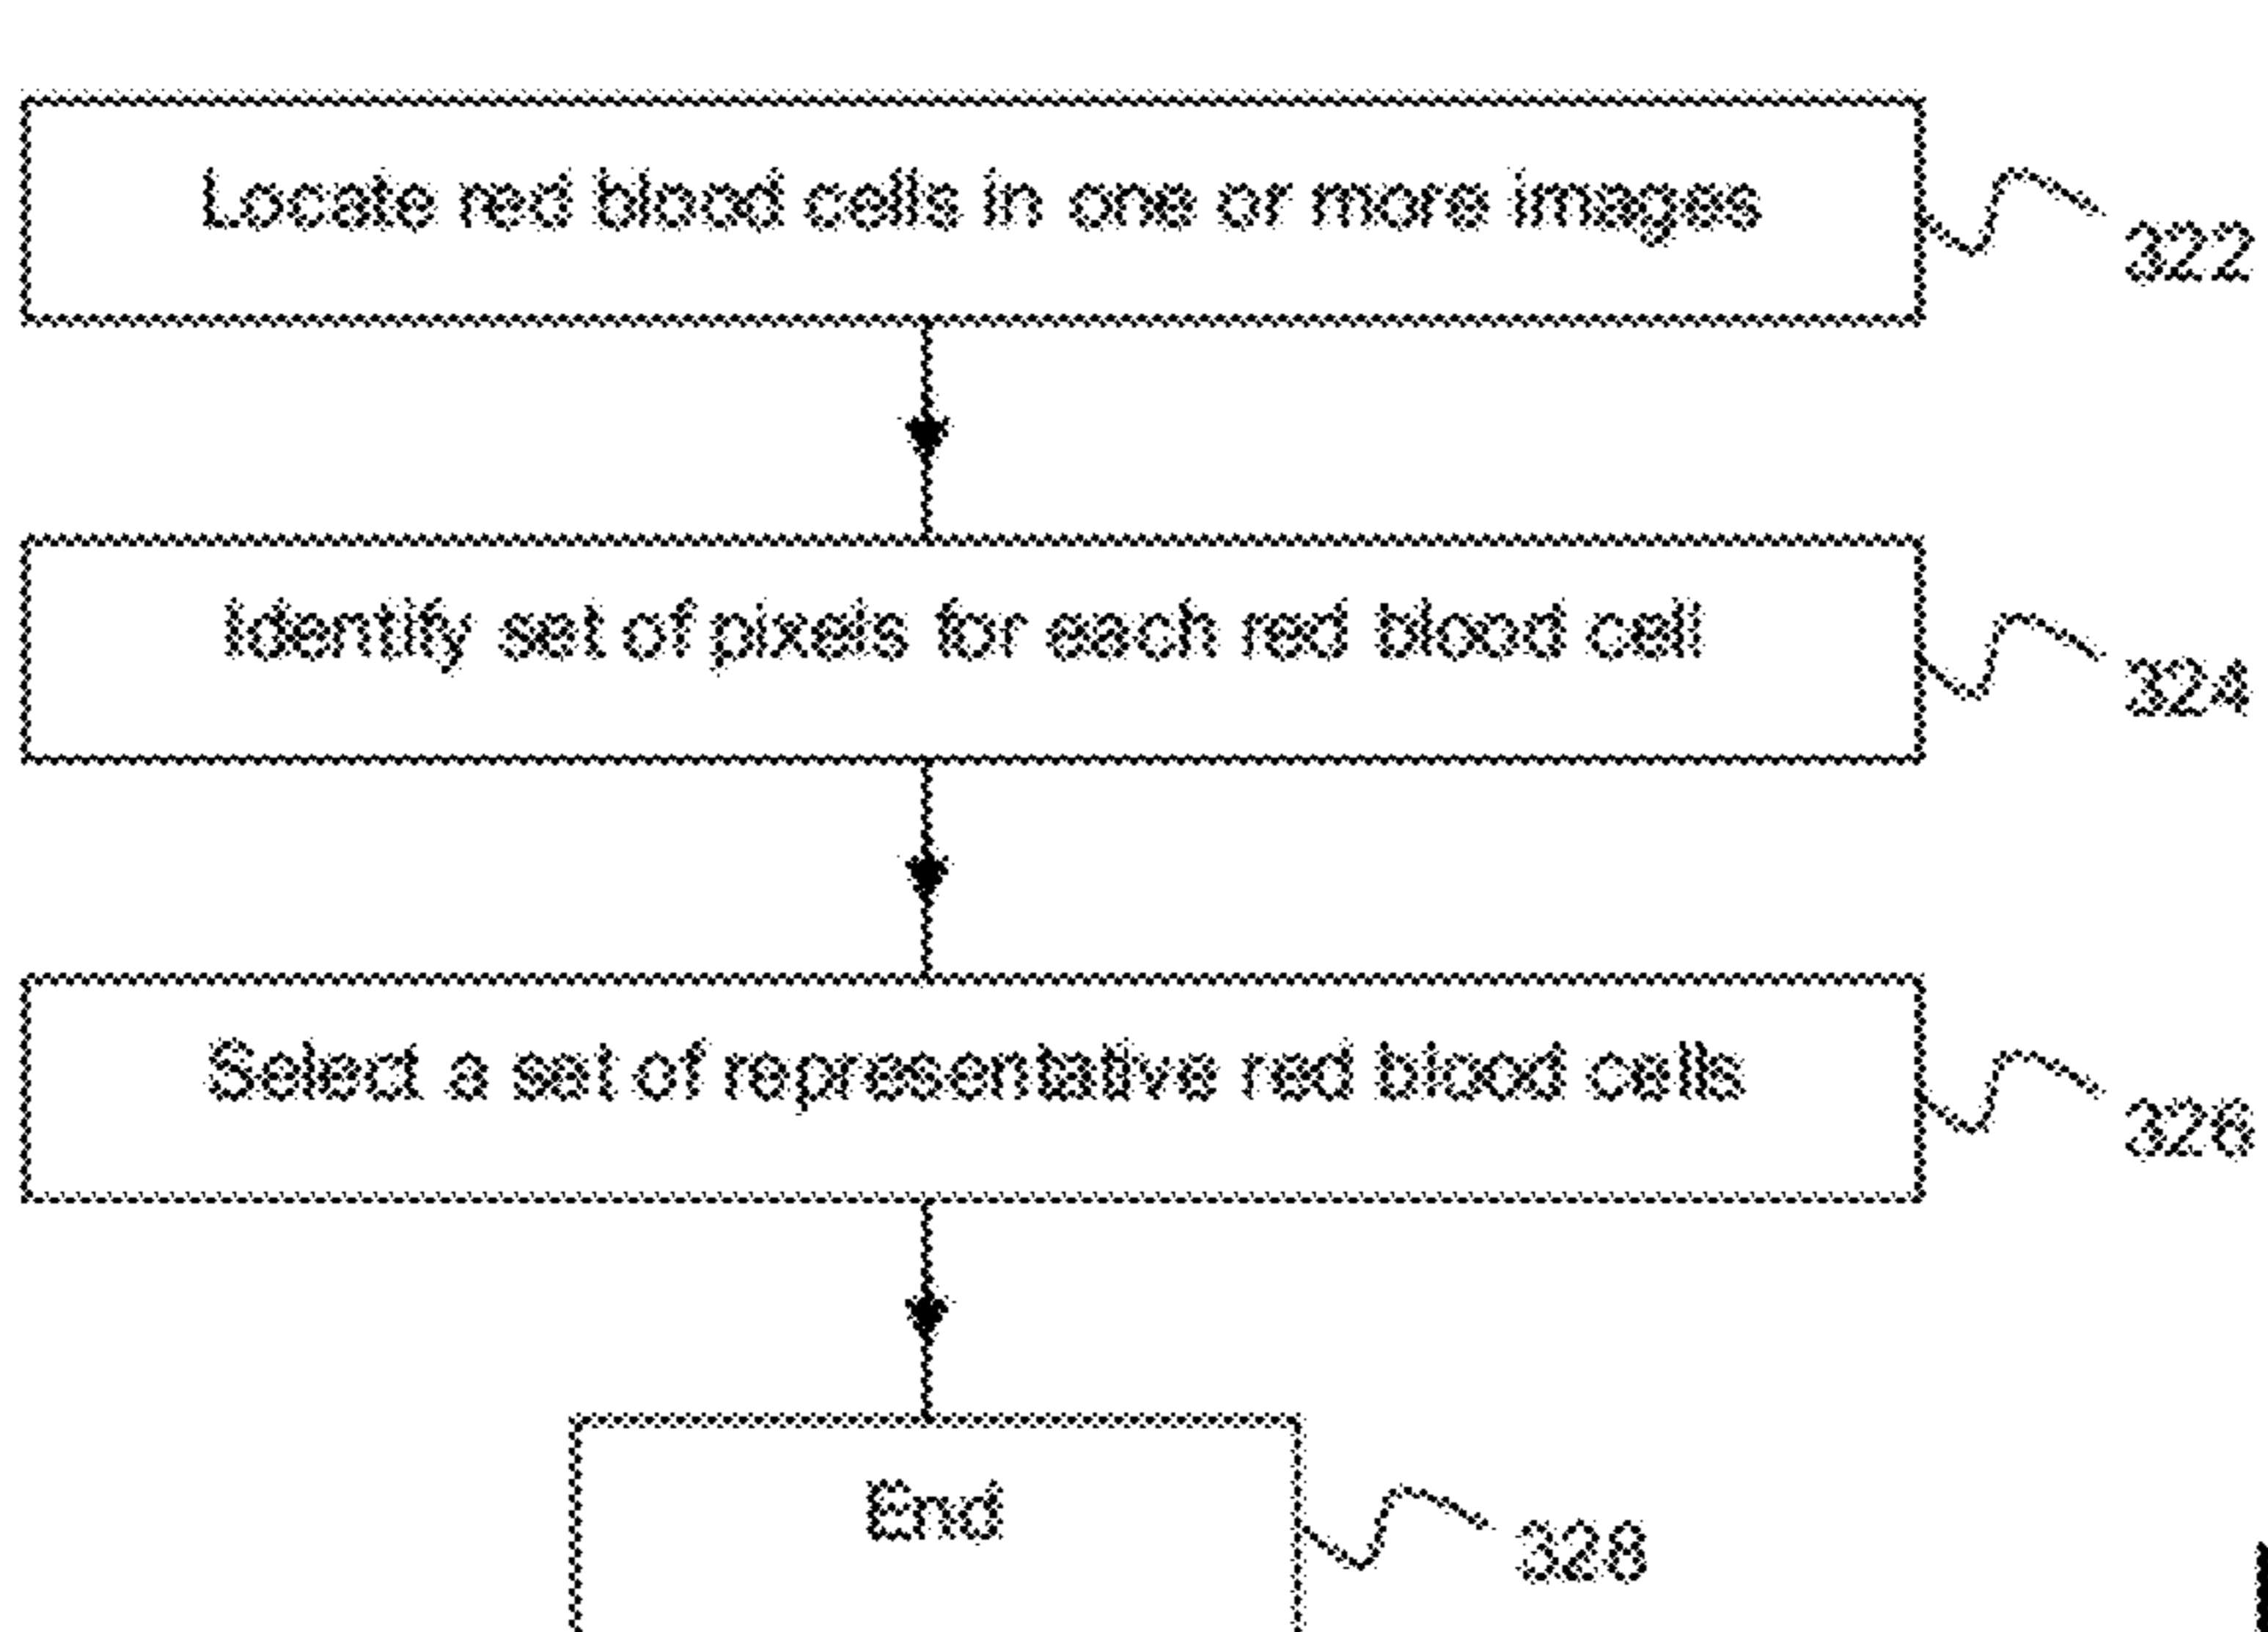 Locate red blood cells in one or more images
322
Identify set of pixels for each red blood cell
324
Select a set of representative red blood cells
326
End
328